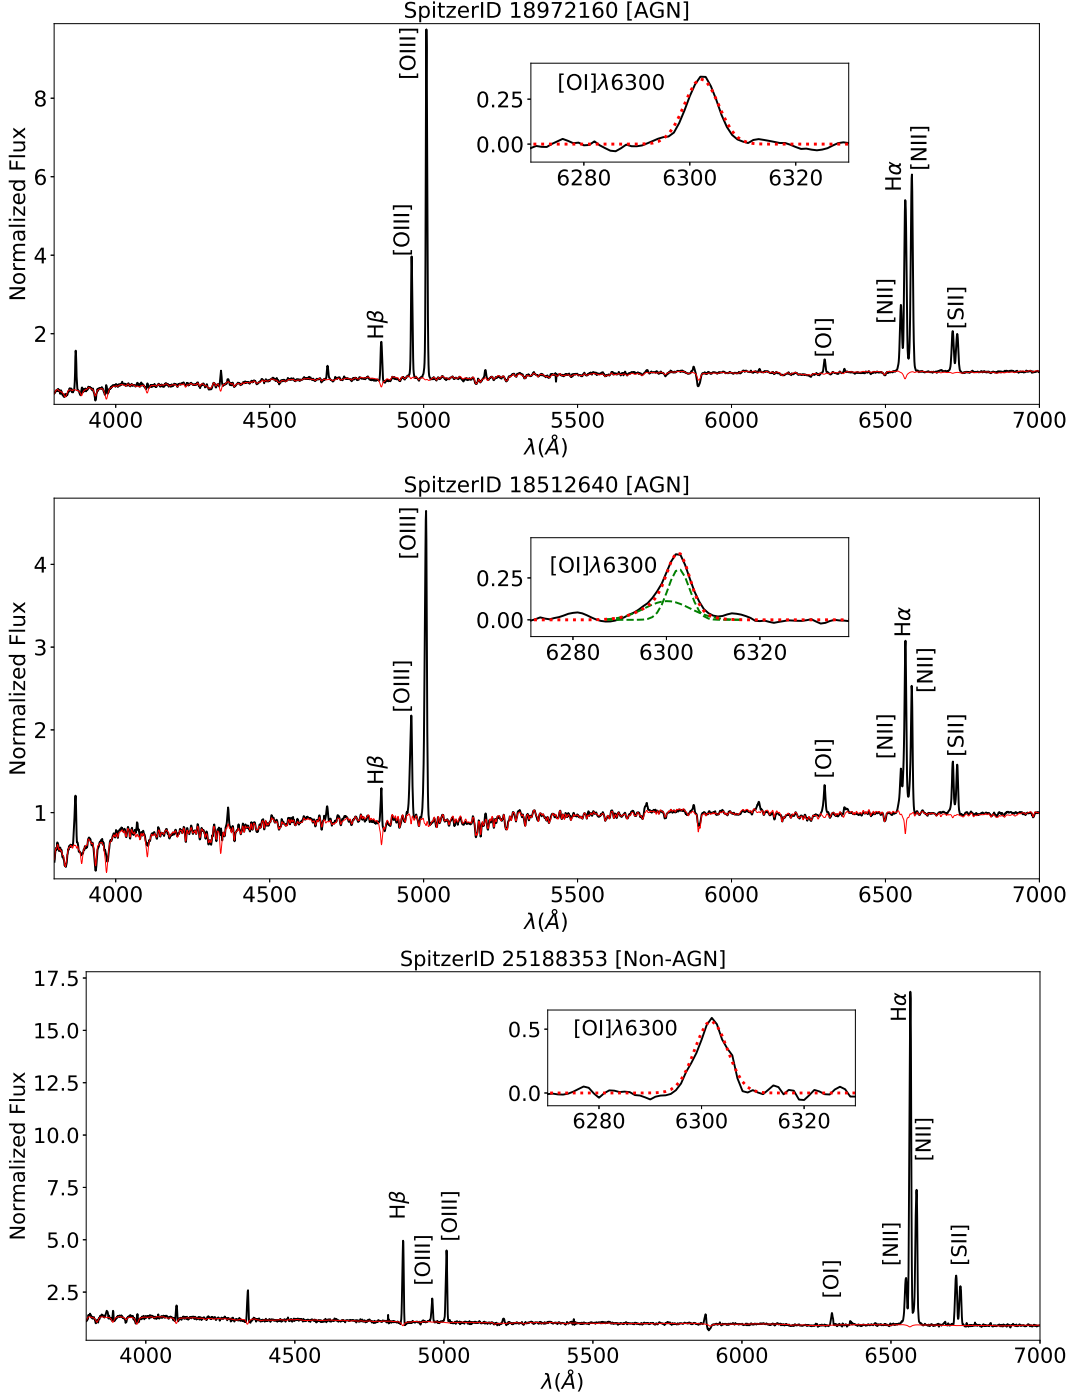 SpitzerID 18972160 [AGN]
Normalized Flux
8
6
4
2
Hβ
[OIII]
[OIII]
[OI]λ6300
0.25
0.00
6280 6300 6320
[OI]
[NII]
Hα
[NII]
[SII]
4000 4500 5000 5500 6000 6500 7000
λ(Å)
SpitzerID 18512640 [AGN]
Normalized Flux
4
3
2
1
Hβ
[OIII]
[OIII]
[OI]λ6300
0.25
0.00
6280 6300 6320
[OI]
[NII]
Hα
[NII]
[SII]
4000 4500 5000 5500 6000 6500 7000
λ(Å)
SpitzerID 25188353 [Non-AGN]
Normalized Flux
17.5
15.0
12.5
10.0
7.5
5.0
2.5
Hβ
[OIII]
[OIII]
[OI]λ6300
0.5
0.0
6280 6300 6320
[OI]
[NII]
Hα
[NII]
[SII]
4000 4500 5000 5500 6000 6500 7000
λ(Å)